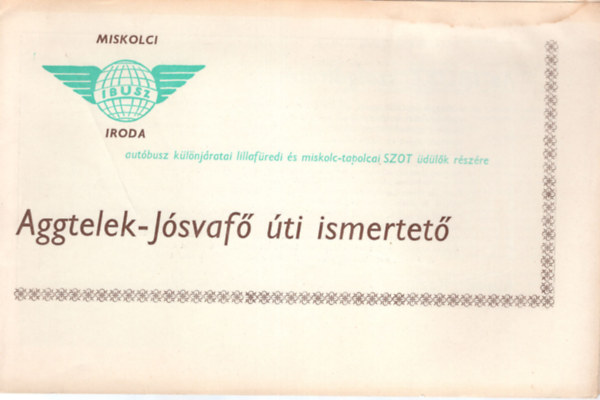 MISKOLCI
IBUSZ
IRODA
autóbusz különjáratai lillafüredi és miskolc-tapolcai SZOT üdülők részére
Aggtelek-Jósvafő úti ismertető